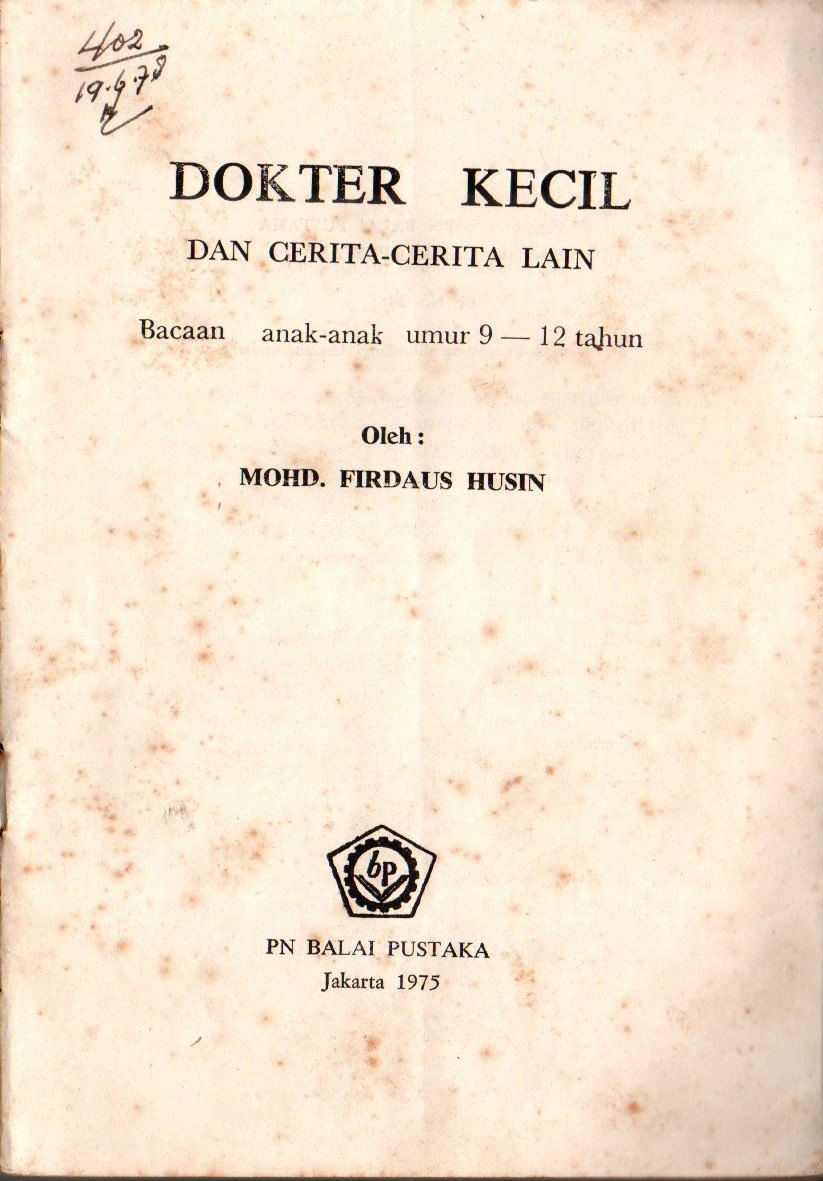 402
19.6.78
DOKTER KECIL
DAN CERITA-CERITA LAIN
Bacaan anak-anak umur 9 — 12 tahun
Oleh :
MOHD. FIRDAUS HUSIN
bp
PN BALAI PUSTAKA
Jakarta 1975